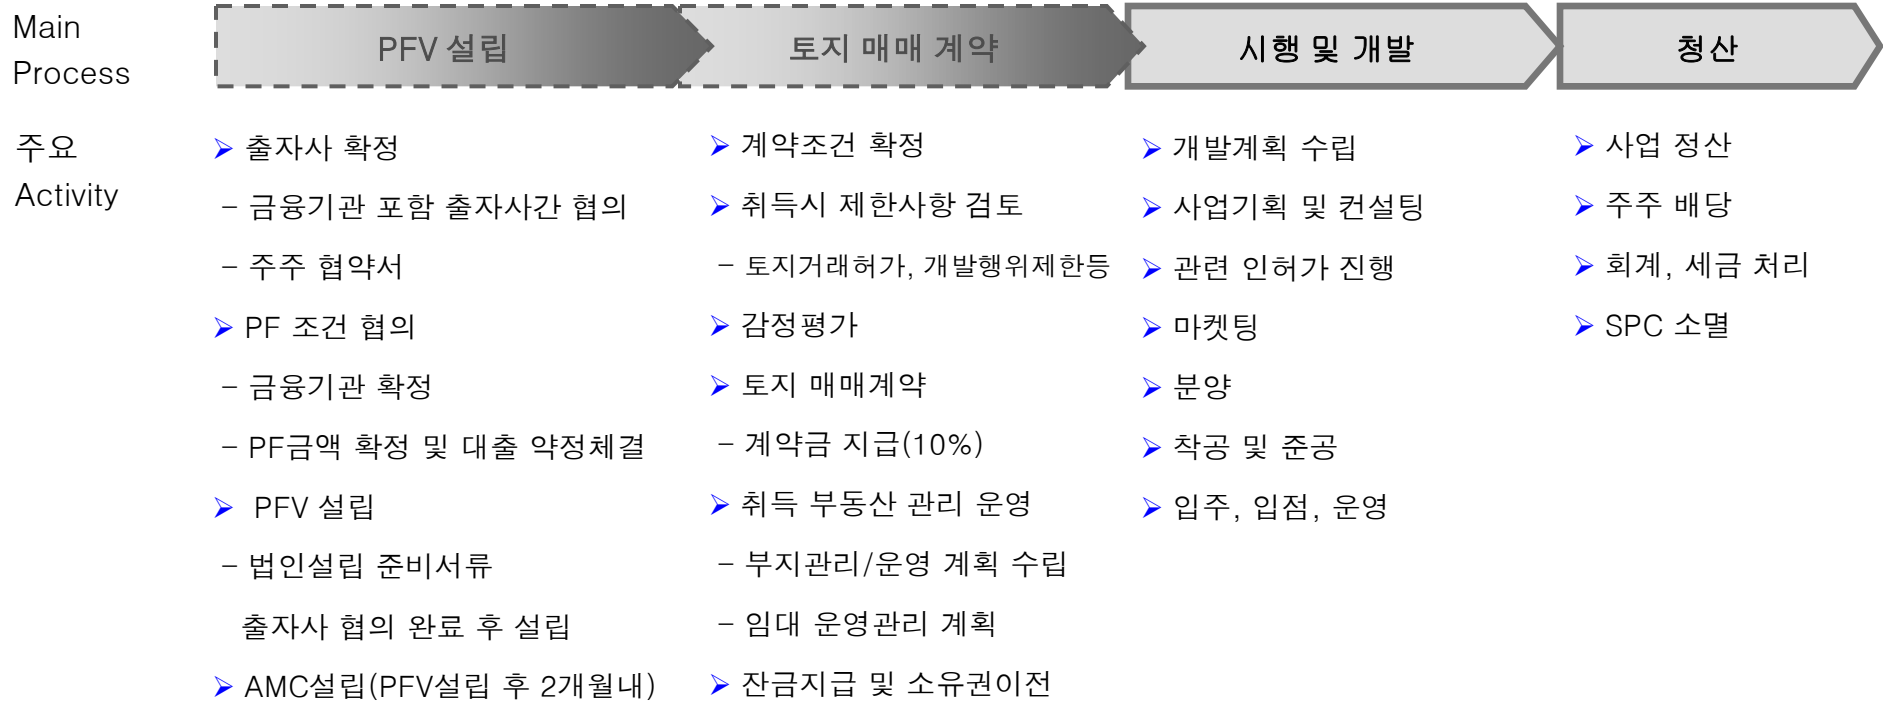 Main
Process
PFV 설립
토지 매매 계약
시행 및 개발
청산
주요
Activity
➢ 출자사 확정
– 금융기관 포함 출자사간 협의
– 주주 협약서
➢ PF 조건 협의
– 금융기관 확정
– PF금액 확정 및 대출 약정체결
➢ PFV 설립
– 법인설립 준비서류
출자사 협의 완료 후 설립
➢ AMC설립(PFV설립 후 2개월내)
➢ 계약조건 확정
➢ 취득시 제한사항 검토
– 토지거래허가, 개발행위제한등
➢ 감정평가
➢ 토지 매매계약
– 계약금 지급(10%)
➢ 취득 부동산 관리 운영
– 부지관리/운영 계획 수립
– 임대 운영관리 계획
➢ 잔금지급 및 소유권이전
➢ 개발계획 수립
➢ 사업기획 및 컨설팅
➢ 관련 인허가 진행
➢ 마켓팅
➢ 분양
➢ 착공 및 준공
➢ 입주, 입점, 운영
➢ 사업 정산
➢ 주주 배당
➢ 회계, 세금 처리
➢ SPC 소멸